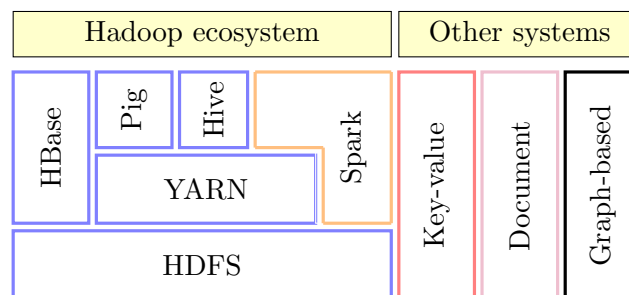 Hadoop ecosystem
Other systems
HBase
Pig
Hive
Spark
YARN
HDFS
Key-value
Document
Graph-based